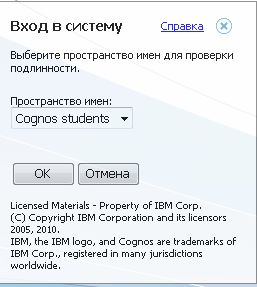 Вход в систему Справка
Выберите пространство имен для проверки
подлинности.
Пространство имен:
Cognos students
ОК Отмена
Licensed Materials - Property of IBM Corp.
(C) Copyright IBM Corporation and its licensors
2005, 2010.
IBM, the IBM logo, and Cognos are trademarks of
IBM Corp., registered in many jurisdictions
worldwide.